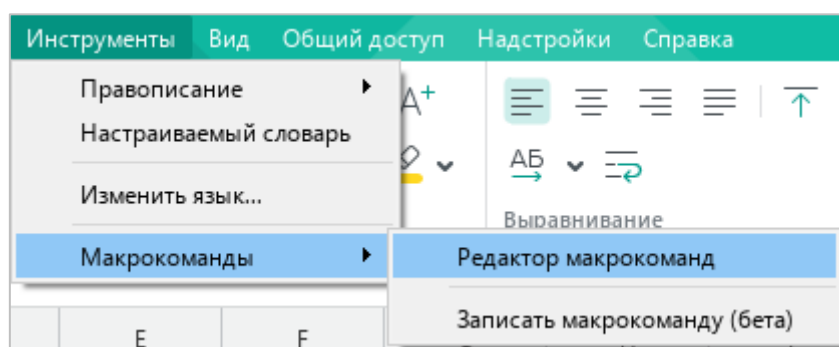 Инструменты Вид Общий доступ Надстройки Справка
Правописание
Настраиваемый словарь
Изменить язык...
Макрокоманды
А+
АБ
Выравнивание
Редактор макрокоманд
Записать макрокоманду (бета)
E F